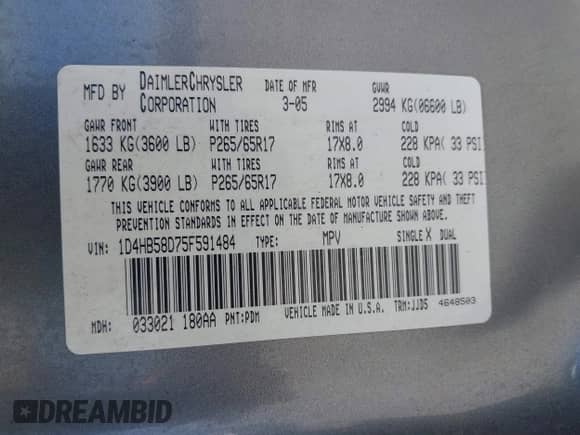 MFD BY DAIMLERCHRYSLER CORPORATION DATE OF MFR 3-05 GVWR 2994 KG(06600 LB)
GAWR FRONT WITH TIRES RIMS AT COLD
1633 KG(3600 LB) P265/65R17 17X8.0 228 KPA( 33 PSI
GAWR REAR WITH TIRES RIMS AT COLD
1770 KG(3900 LB) P265/65R17 17X8.0 228 KPA( 33 PSI
THIS VEHICLE CONFORMS TO ALL APPLICABLE FEDERAL MOTOR VEHICLE SAFETY AND THEFT
PREVENTION STANDARDS IN EFFECT ON THE DATE OF MANUFACTURE SHOWN ABOVE.
VIN: 1D4HB58D75F591484 TYPE: MPV SINGLE X DUAL
MDH: 033021 180AA PNT:PDM VEHICLE MADE IN U.S.A. TRM:JJD5 4648503
DREAMBID